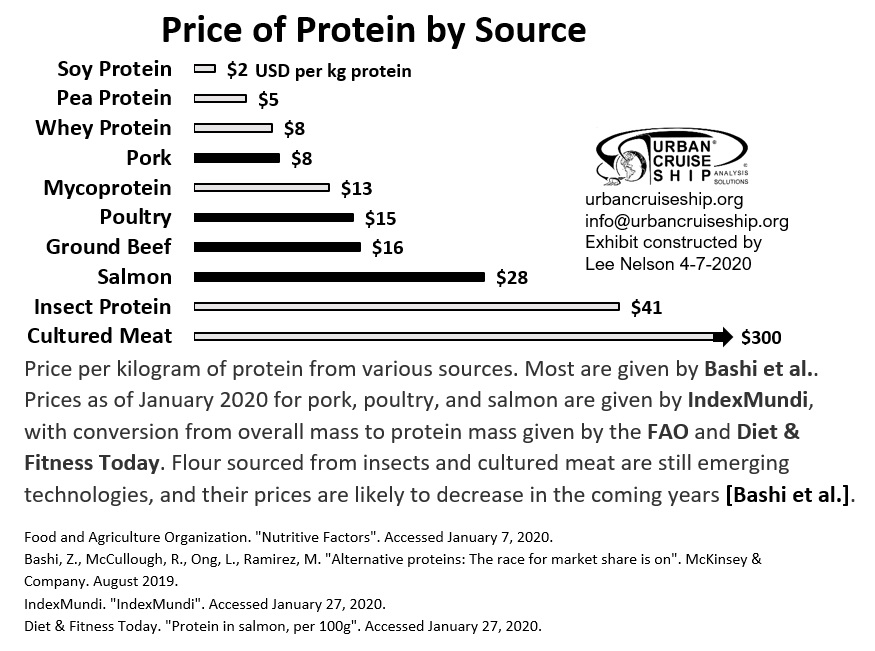 Price of Protein by Source
Soy Protein $2 USD per kg protein
Pea Protein $5
Whey Protein $8
Pork $8
Mycoprotein $13
Poultry $15
Ground Beef $16
Salmon $28
Insect Protein $41
Cultured Meat $300
URBAN®
CRUISE
SHIP
©
ANALYSIS
SOLUTIONS
urbancruiseship.org
info@urbancruiseship.org
Exhibit constructed by
Lee Nelson 4-7-2020
Price per kilogram of protein from various sources. Most are given by Bashi et al..
Prices as of January 2020 for pork, poultry, and salmon are given by IndexMundi,
with conversion from overall mass to protein mass given by the FAO and Diet &
Fitness Today. Flour sourced from insects and cultured meat are still emerging
technologies, and their prices are likely to decrease in the coming years [Bashi et al.].
Food and Agriculture Organization. "Nutritive Factors". Accessed January 7, 2020.
Bashi, Z., McCullough, R., Ong, L., Ramirez, M. "Alternative proteins: The race for market share is on". McKinsey &
Company. August 2019.
IndexMundi. "IndexMundi". Accessed January 27, 2020.
Diet & Fitness Today. "Protein in salmon, per 100g". Accessed January 27, 2020.